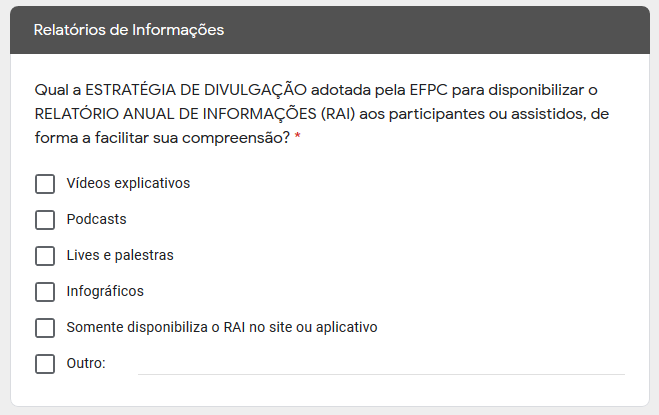 Relatórios de Informações
Qual a ESTRATÉGIA DE DIVULGAÇÃO adotada pela EFPC para disponibilizar o
RELATÓRIO ANUAL DE INFORMAÇÕES (RAI) aos participantes ou assistidos, de
forma a facilitar sua compreensão? *
Vídeos explicativos
Podcasts
Lives e palestras
Infográficos
Somente disponibiliza o RAI no site ou aplicativo
Outro: